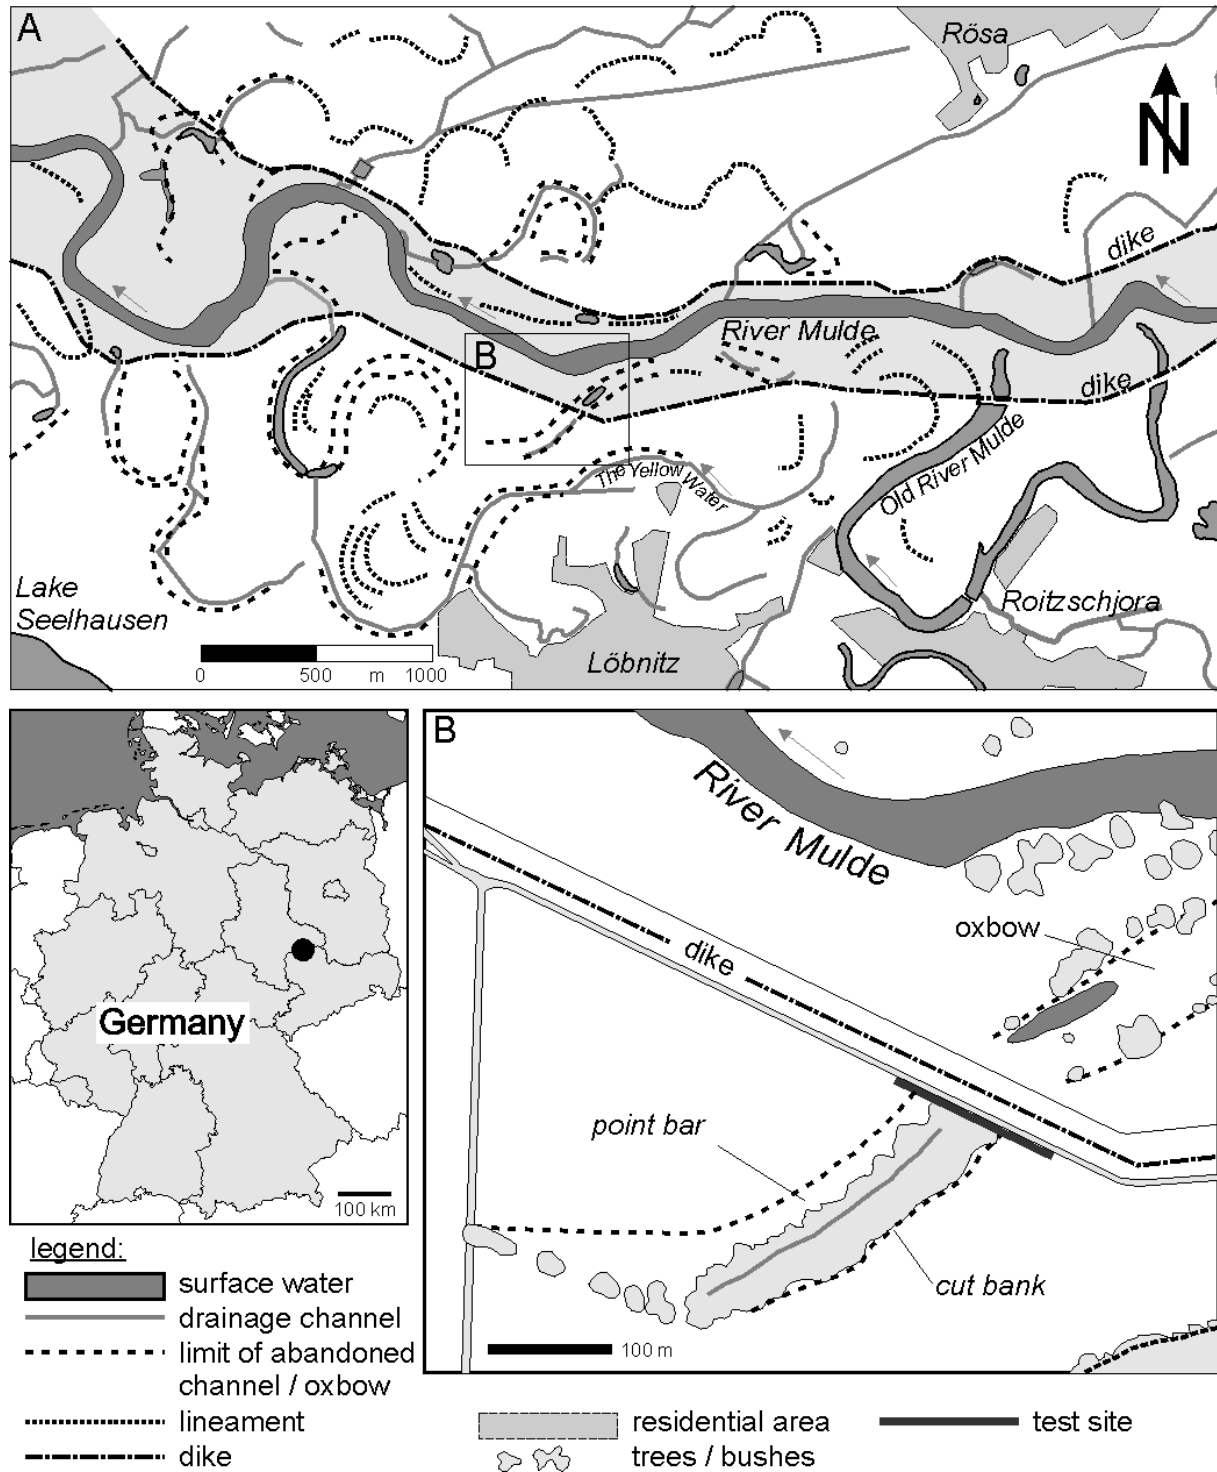 A
Rösa
N
dike
River Mulde
B
dike
The Yellow Water
Old River Mulde
Lake
Seelhausen
Roitzschjora
Löbnitz
0 500 m 1000
B
River Mulde
oxbow
dike
Germany
point bar
cut bank
100 km
100 m
legend:
surface water
drainage channel
limit of abandoned
channel / oxbow
lineament
dike
residential area
trees / bushes
test site